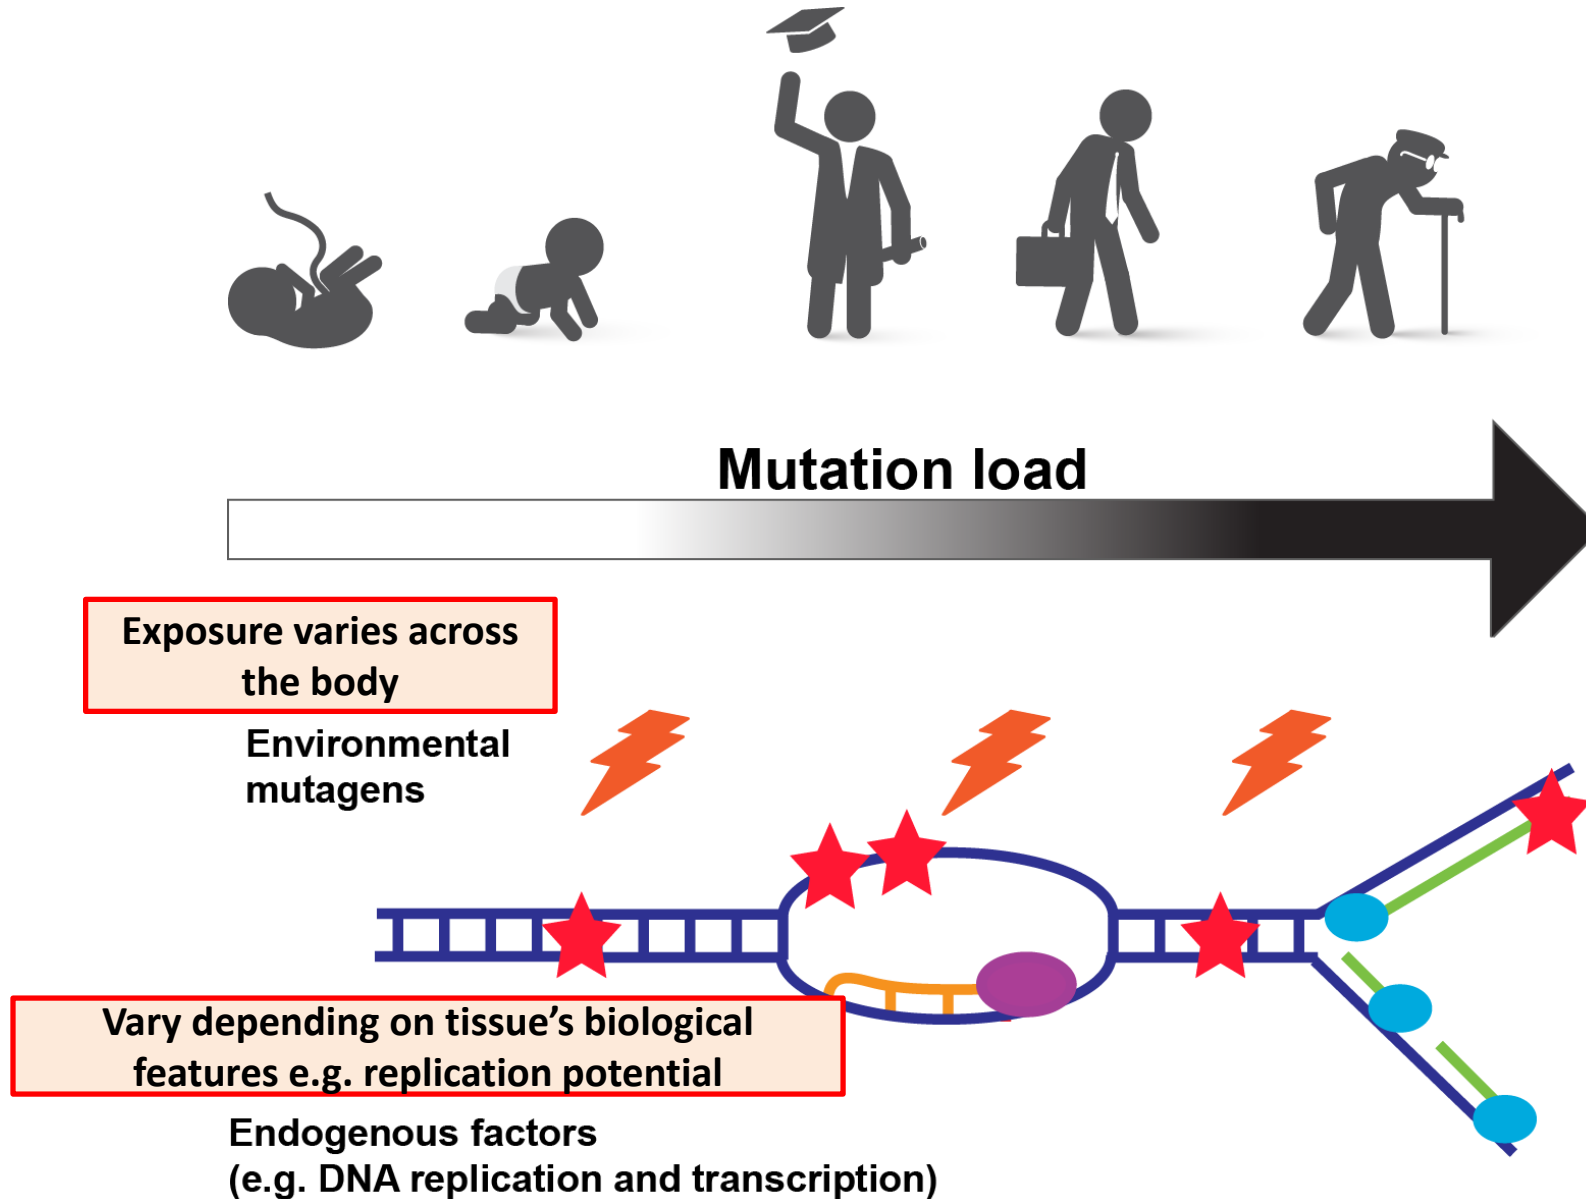 Mutation load
Exposure varies across
the body
Environmental
mutagens
Vary depending on tissue’s biological
features e.g. replication potential
Endogenous factors
(e.g. DNA replication and transcription)